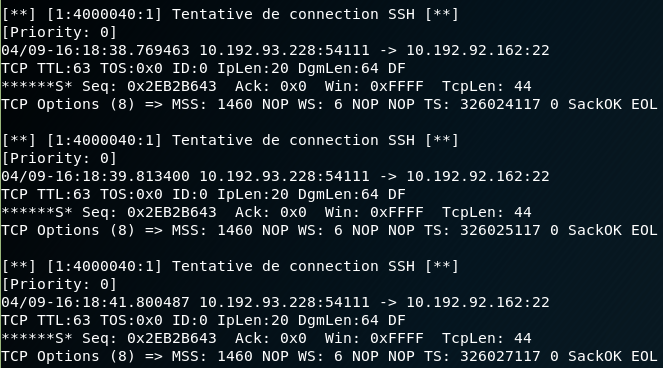 [**] [1:4000040:1] Tentative de connection SSH [**]
[Priority: 0]
04/09-16:18:38.769463 10.192.93.228:54111 -> 10.192.92.162:22
TCP TTL:63 TOS:0x0 ID:0 IpLen:20 DgmLen:64 DF
******S* Seq: 0x2EB2B643  Ack: 0x0  Win: 0xFFFF  TcpLen: 44
TCP Options (8) => MSS: 1460 NOP WS: 6 NOP NOP TS: 326024117 0 SackOK EOL

[**] [1:4000040:1] Tentative de connection SSH [**]
[Priority: 0]
04/09-16:18:39.813400 10.192.93.228:54111 -> 10.192.92.162:22
TCP TTL:63 TOS:0x0 ID:0 IpLen:20 DgmLen:64 DF
******S* Seq: 0x2EB2B643  Ack: 0x0  Win: 0xFFFF  TcpLen: 44
TCP Options (8) => MSS: 1460 NOP WS: 6 NOP NOP TS: 326025117 0 SackOK EOL

[**] [1:4000040:1] Tentative de connection SSH [**]
[Priority: 0]
04/09-16:18:41.800487 10.192.93.228:54111 -> 10.192.92.162:22
TCP TTL:63 TOS:0x0 ID:0 IpLen:20 DgmLen:64 DF
******S* Seq: 0x2EB2B643  Ack: 0x0  Win: 0xFFFF  TcpLen: 44
TCP Options (8) => MSS: 1460 NOP WS: 6 NOP NOP TS: 326027117 0 SackOK EOL